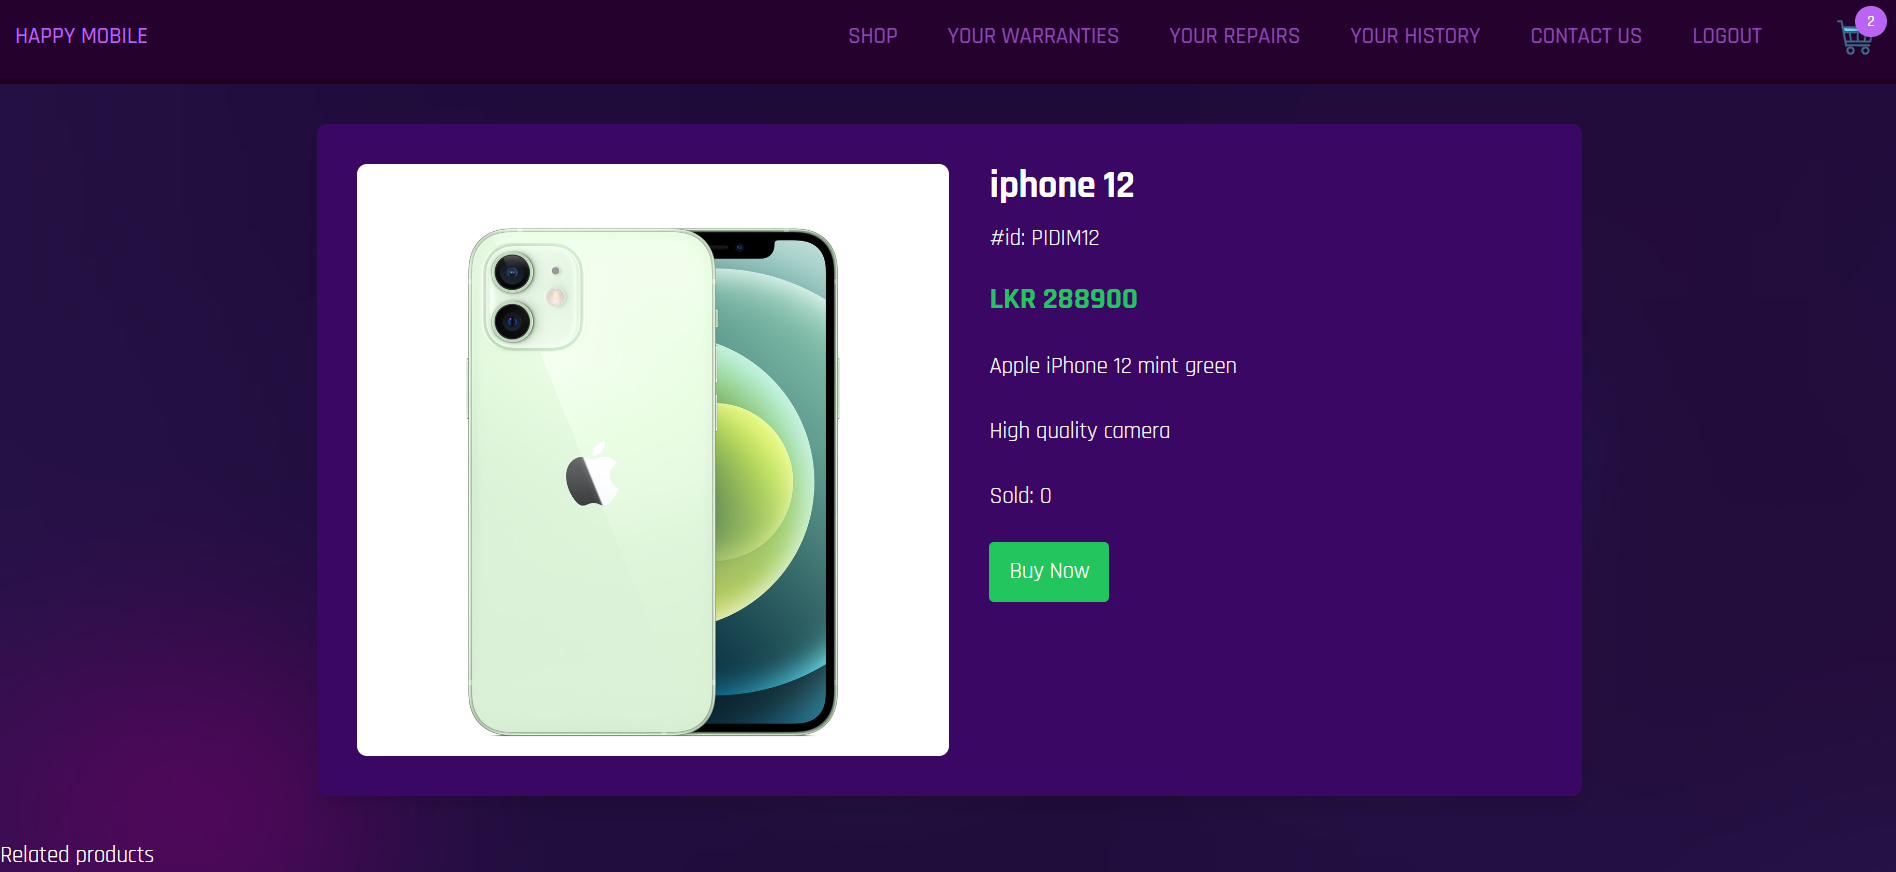 HAPPY MOBILE
SHOP YOUR WARRANTIES YOUR REPAIRS YOUR HISTORY CONTACT US LOGOUT 2
iphone 12
#id: PIDIM12
LKR 288900
Apple iPhone 12 mint green
High quality camera
Sold: 0
Buy Now
Related products